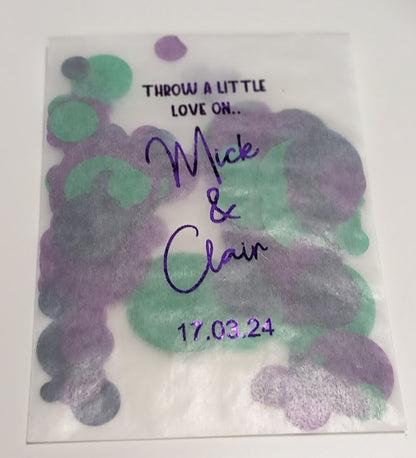 THROW A LITTLE
LOVE ON..
Mick
&
Clair
17.03.24